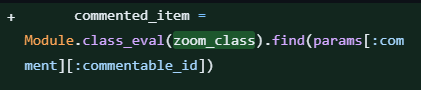 + commented_item =
Module.class_eval(zoom_class).find(params[:com
ment][:commentable_id])